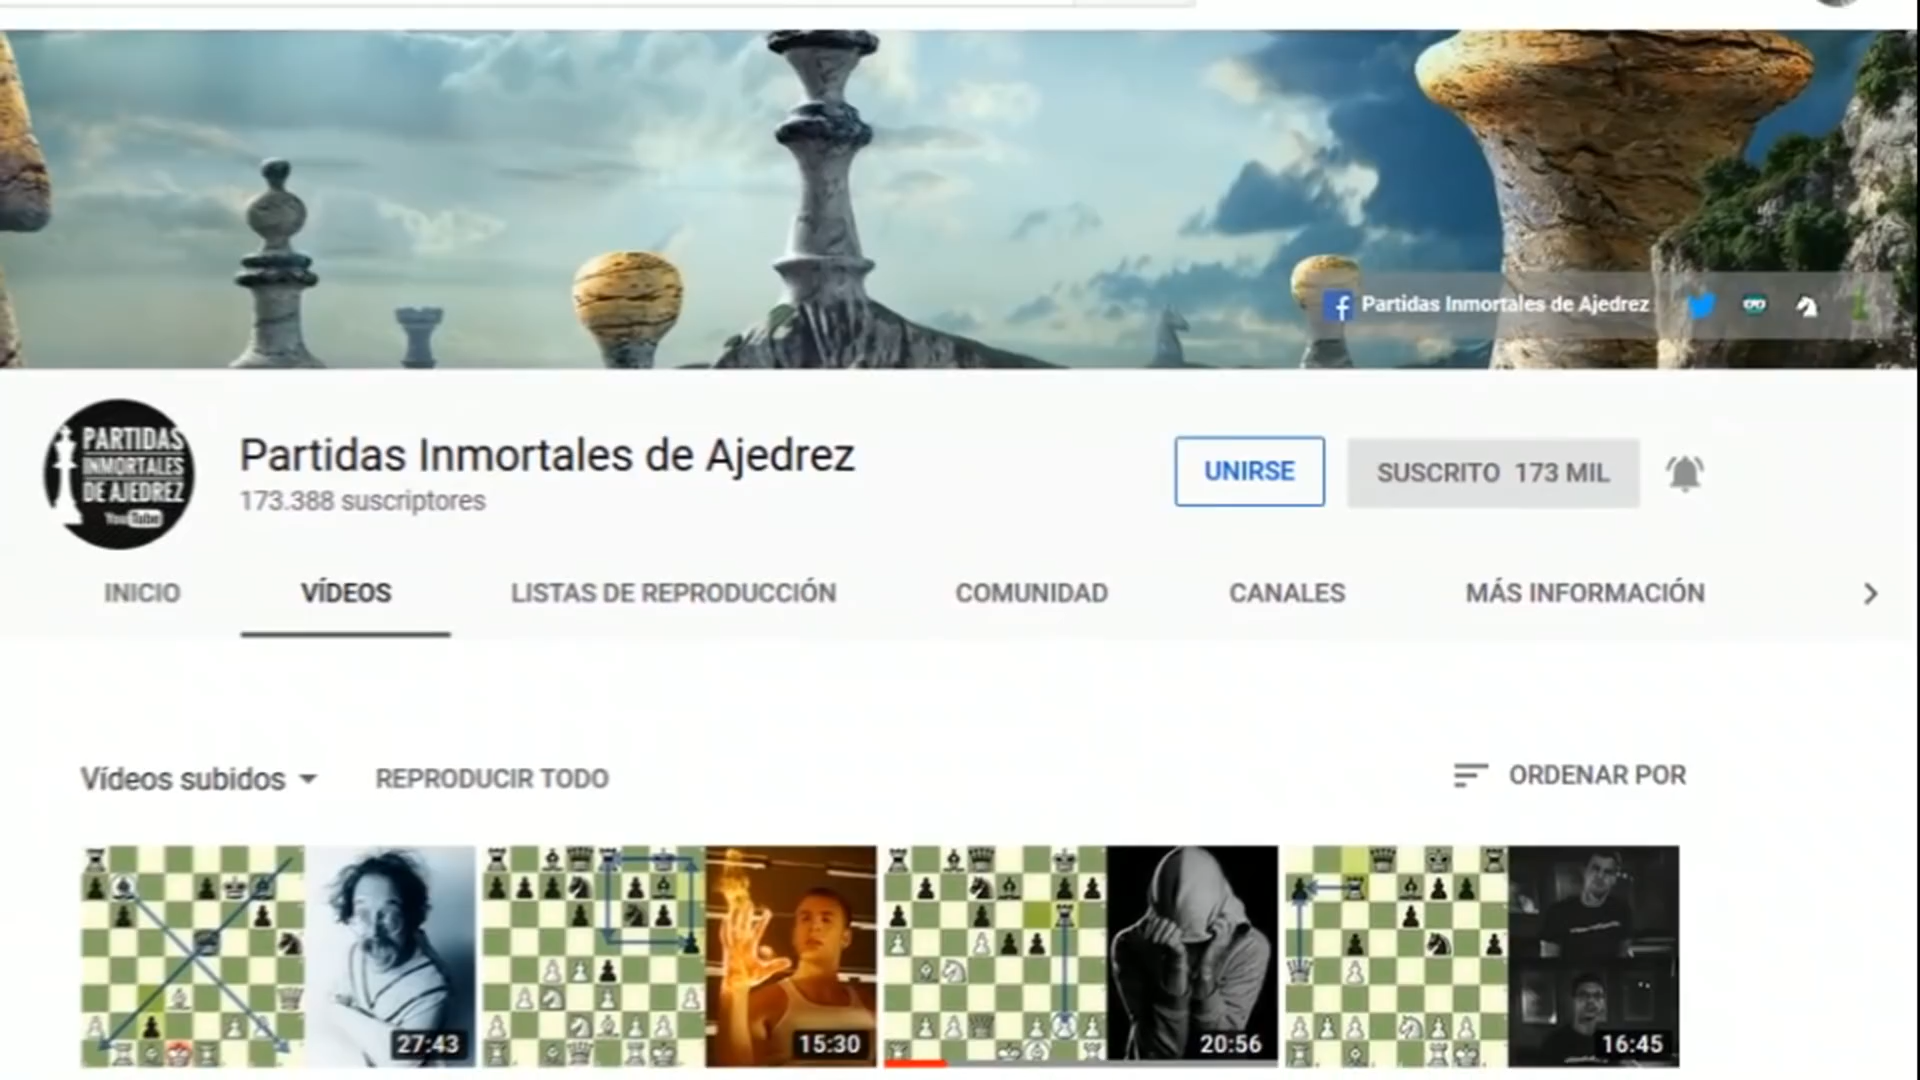 Partidas Inmortales de Ajedrez
PARTIDAS
INMORTALES
DE AJEDREZ
YouTube
Partidas Inmortales de Ajedrez
173.388 suscriptores
UNIRSE
SUSCRITO 173 MIL
INICIO
VÍDEOS
LISTAS DE REPRODUCCIÓN
COMUNIDAD
CANALES
MÁS INFORMACIÓN
Vídeos subidos
REPRODUCIR TODO
ORDENAR POR
27:43
15:30
20:56
16:45